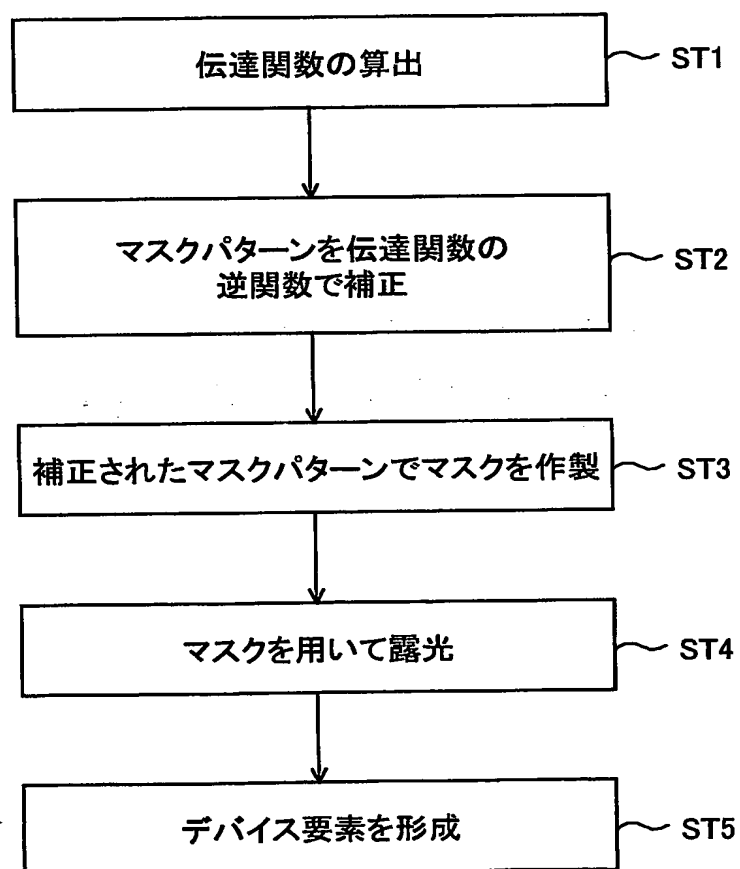 伝達関数の算出
ST1
マスクパターンを伝達関数の
逆関数で補正
ST2
補正されたマスクパターンでマスクを作製
ST3
マスクを用いて露光
ST4
デバイス要素を形成
ST5